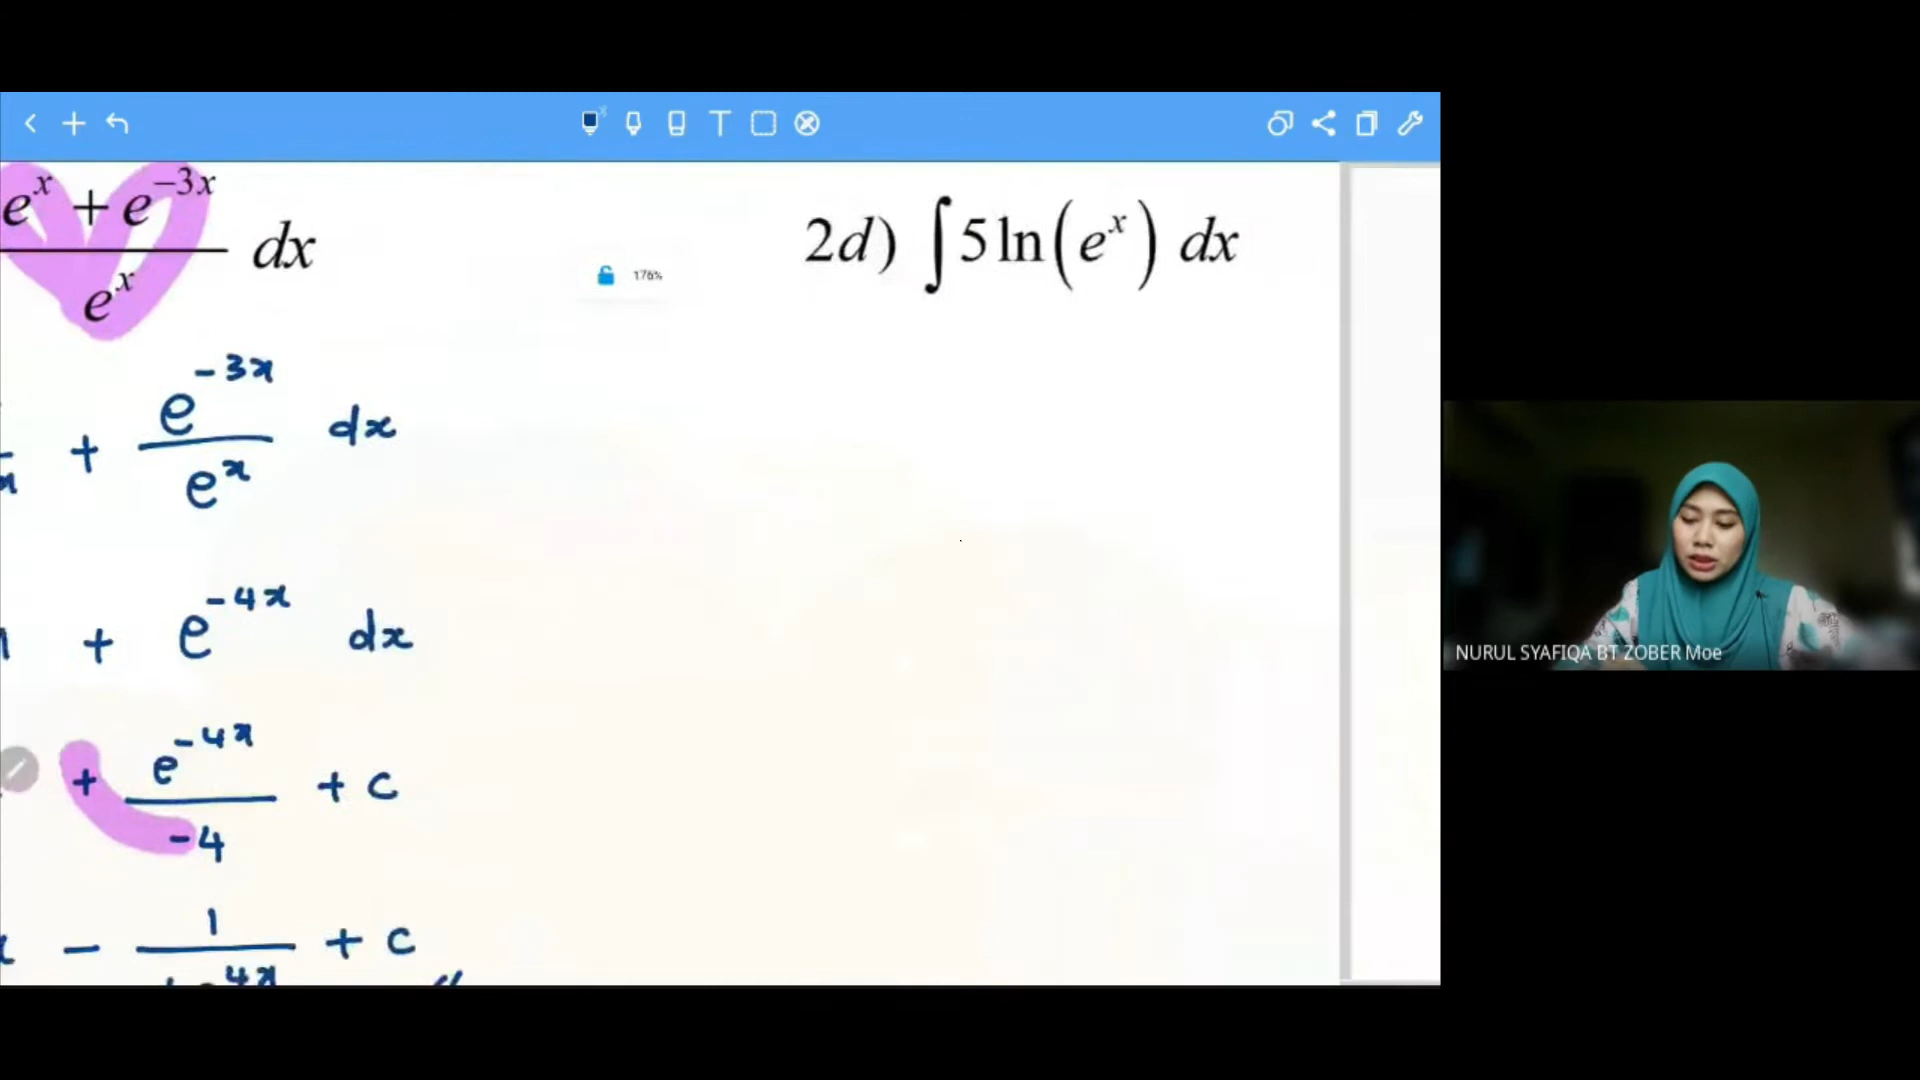 e^x + e^{-3x} / e^x dx
176%
2d) ∫ 5 ln(e^x) dx
+ e^{-3x} / e^x dx
+ e^{-4x} dx
+ e^{-4x} / -4 + c
- 1 / e^{4x} + c
NURUL SYAFIQA BT ZOBER Moe